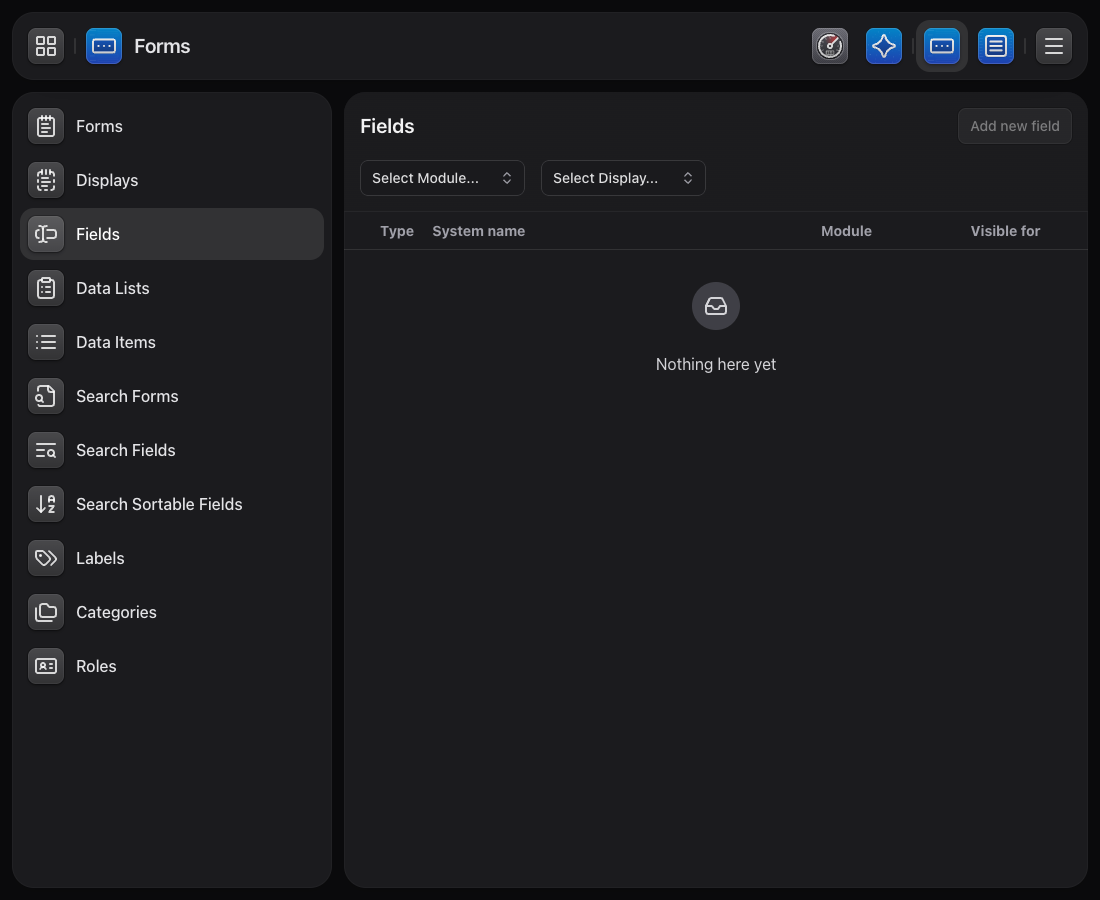 Forms
Forms
Displays
Fields
Data Lists
Data Items
Search Forms
Search Fields
Search Sortable Fields
Labels
Categories
Roles
Fields
Add new field
Select Module...
Select Display...
Type System name Module Visible for
Nothing here yet